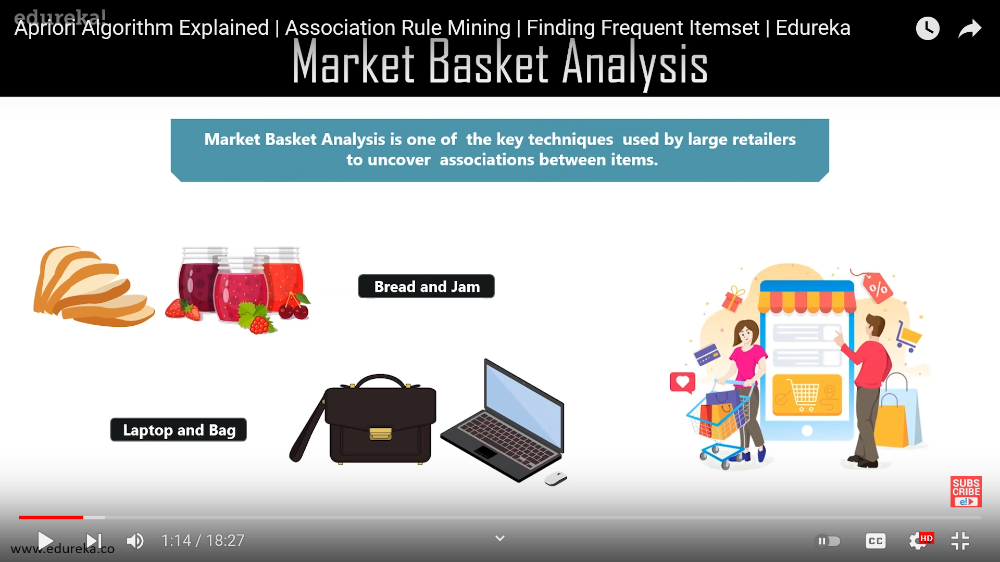 edureka!
Apriori Algorithm Explained | Association Rule Mining | Finding Frequent Itemset | Edureka
Market Basket Analysis
Market Basket Analysis is one of the key techniques used by large retailers
to uncover associations between items.
Bread and Jam
%
Laptop and Bag
SUBS
CRIBE
e!
1:14 / 18:27
CC
HD
www.edureka.co